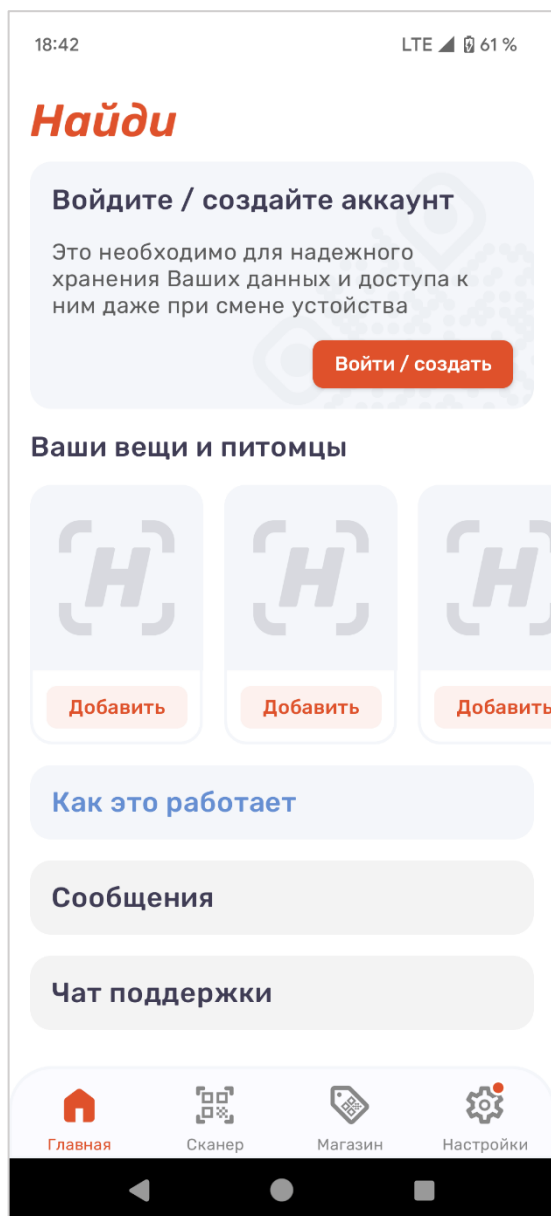 18:42 LTE 61 %
Найди
Войдите / создайте аккаунт
Это необходимо для надежного
хранения Ваших данных и доступа к
ним даже при смене устойства
Войти / создать
Ваши вещи и питомцы
H H H
Добавить Добавить Добавить
Как это работает
Сообщения
Чат поддержки
Главная Сканер Магазин Настройки